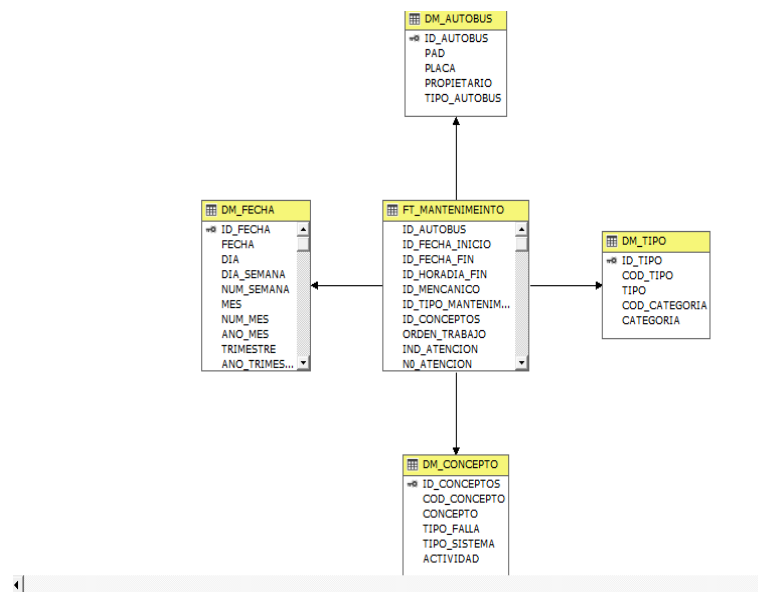 DM_AUTOBUS
ID_AUTOBUS
PAD
PLACA
PROPIETARIO
TIPO_AUTOBUS
DM_FECHA
ID_FECHA
FECHA
DIA
DIA_SEMANA
NUM_SEMANA
MES
NUM_MES
ANO_MES
TRIMESTRE
ANO_TRIMES...
FT_MANTENIMEINTO
ID_AUTOBUS
ID_FECHA_INICIO
ID_FECHA_FIN
ID_HORADIA_FIN
ID_MENCANICO
ID_TIPO_MANTENIM...
ID_CONCEPTOS
ORDEN_TRABAJO
IND_ATENCION
N0_ATENCION
DM_TIPO
ID_TIPO
COD_TIPO
TIPO
COD_CATEGORIA
CATEGORIA
DM_CONCEPTO
ID_CONCEPTOS
COD_CONCEPTO
CONCEPTO
TIPO_FALLA
TIPO_SISTEMA
ACTIVIDAD